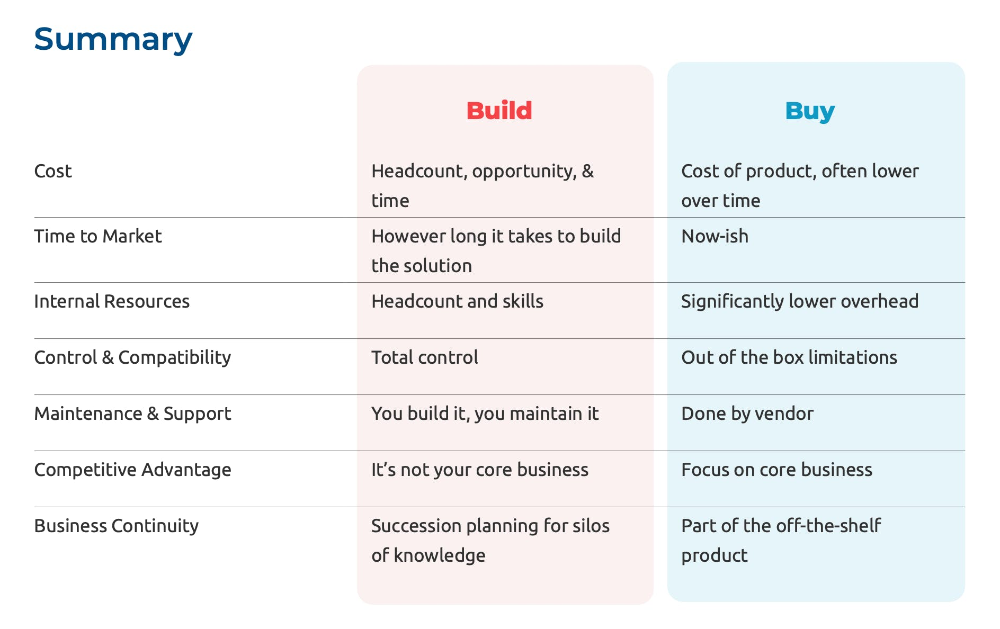 Summary
Build
Buy
Cost
Headcount, opportunity, &
time
Cost of product, often lower
over time
Time to Market
However long it takes to build
the solution
Now-ish
Internal Resources
Headcount and skills
Significantly lower overhead
Control & Compatibility
Total control
Out of the box limitations
Maintenance & Support
You build it, you maintain it
Done by vendor
Competitive Advantage
It’s not your core business
Focus on core business
Business Continuity
Succession planning for silos
of knowledge
Part of the off-the-shelf
product